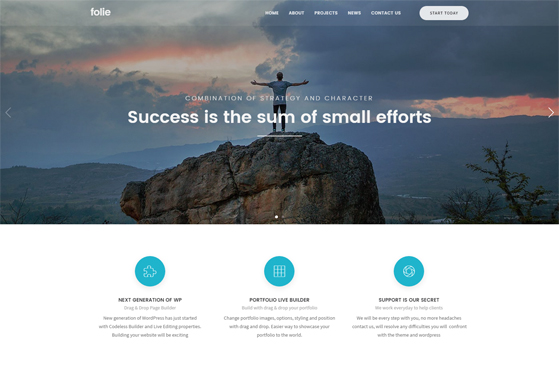 folie
HOME ABOUT PROJECTS NEWS CONTACT US START TODAY
COMBINATION OF STRATEGY AND CHARACTER
Success is the sum of small efforts
NEXT GENERATION OF WP
Drag & Drop Page Builder
New generation of WordPress has just started
with Codeless Builder and Live Editing properties.
Building your website will be exciting
PORTFOLIO LIVE BUILDER
Build with drag & drop your portfolio
Change portfolio images, options, styling and position
with drag and drop. Easier way to showcase your
portfolio to the world.
SUPPORT IS OUR SECRET
We work everyday to help clients
We will be every step with you, no more headaches
contact us, will resolve any difficulties you will confront
with the theme and wordpress